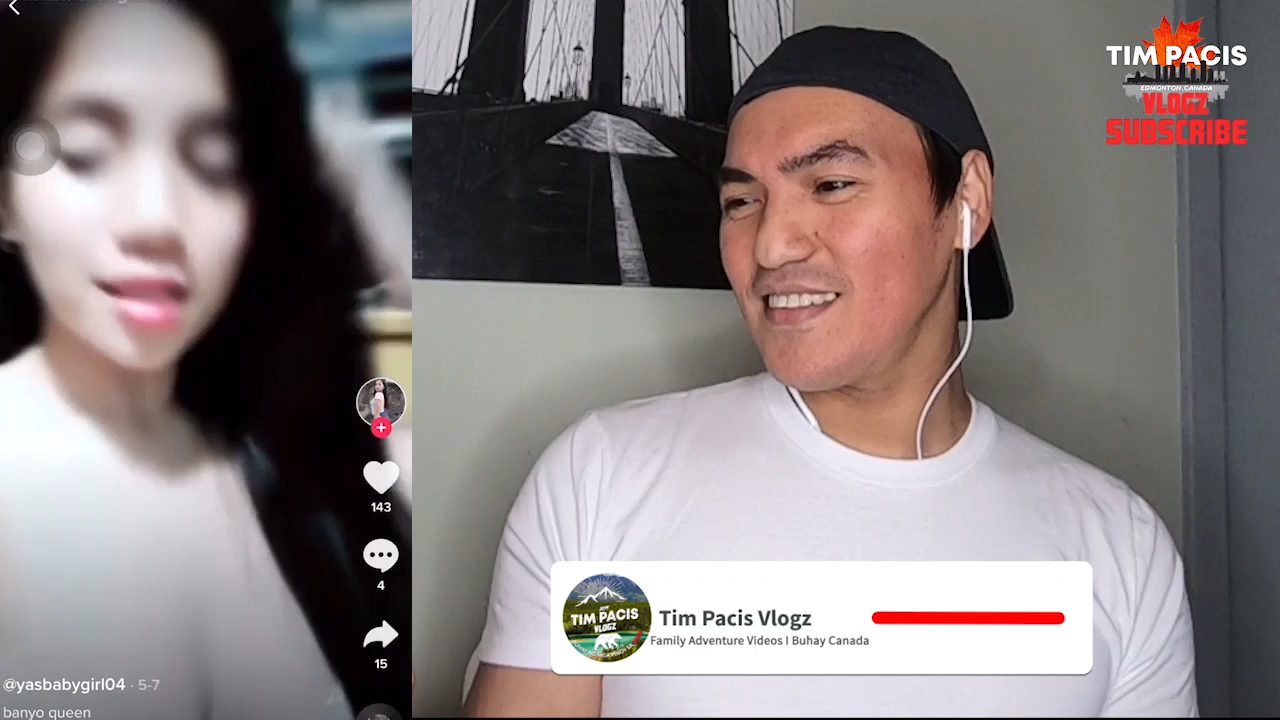 143
4
15
@yasbabygirl04 · 5-7
banyo queen
TIM PACIS
EDMONTON, CANADA
VLOGZ
SUBSCRIBE
TIM PACIS
VLOGZ
Tim Pacis Vlogz
Family Adventure Videos I Buhay Canada